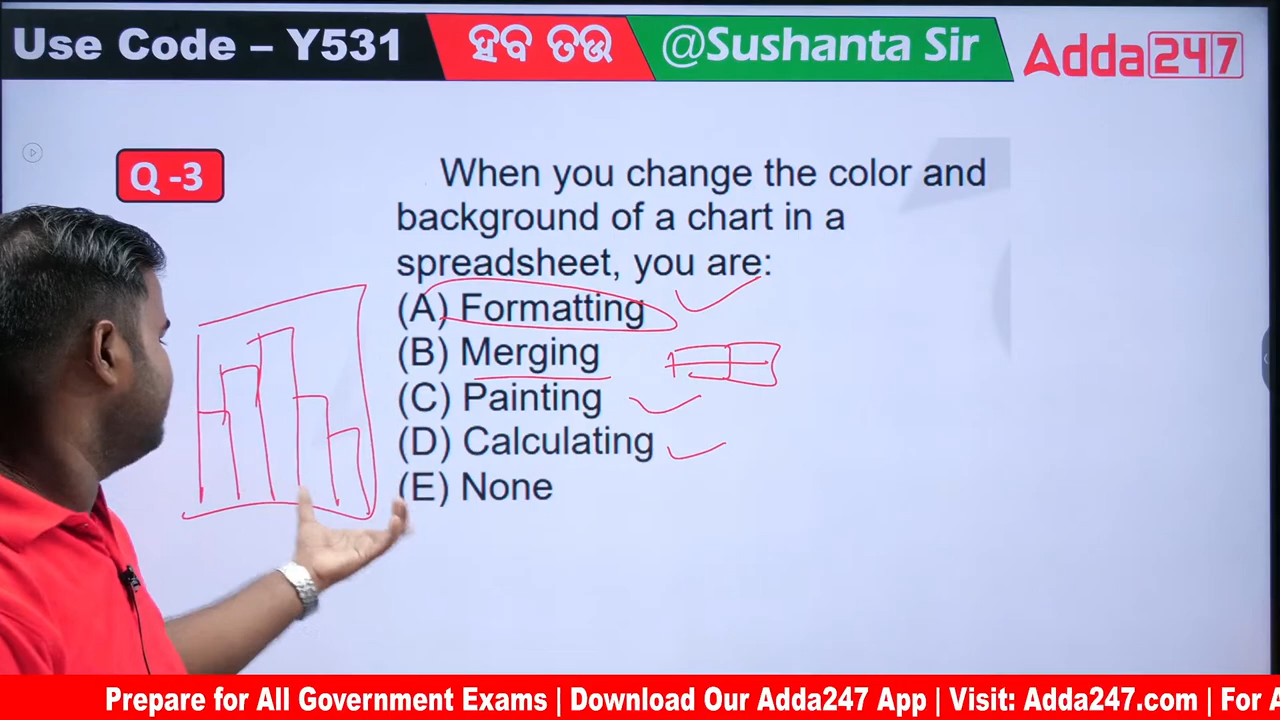 Use Code – Y531
ହବ ତଉ
@Sushanta Sir
Adda247
Q -3
When you change the color and
background of a chart in a
spreadsheet, you are:
(A) Formatting
(B) Merging
(C) Painting
(D) Calculating
(E) None
Prepare for All Government Exams | Download Our Adda247 App | Visit: Adda247.com | For A